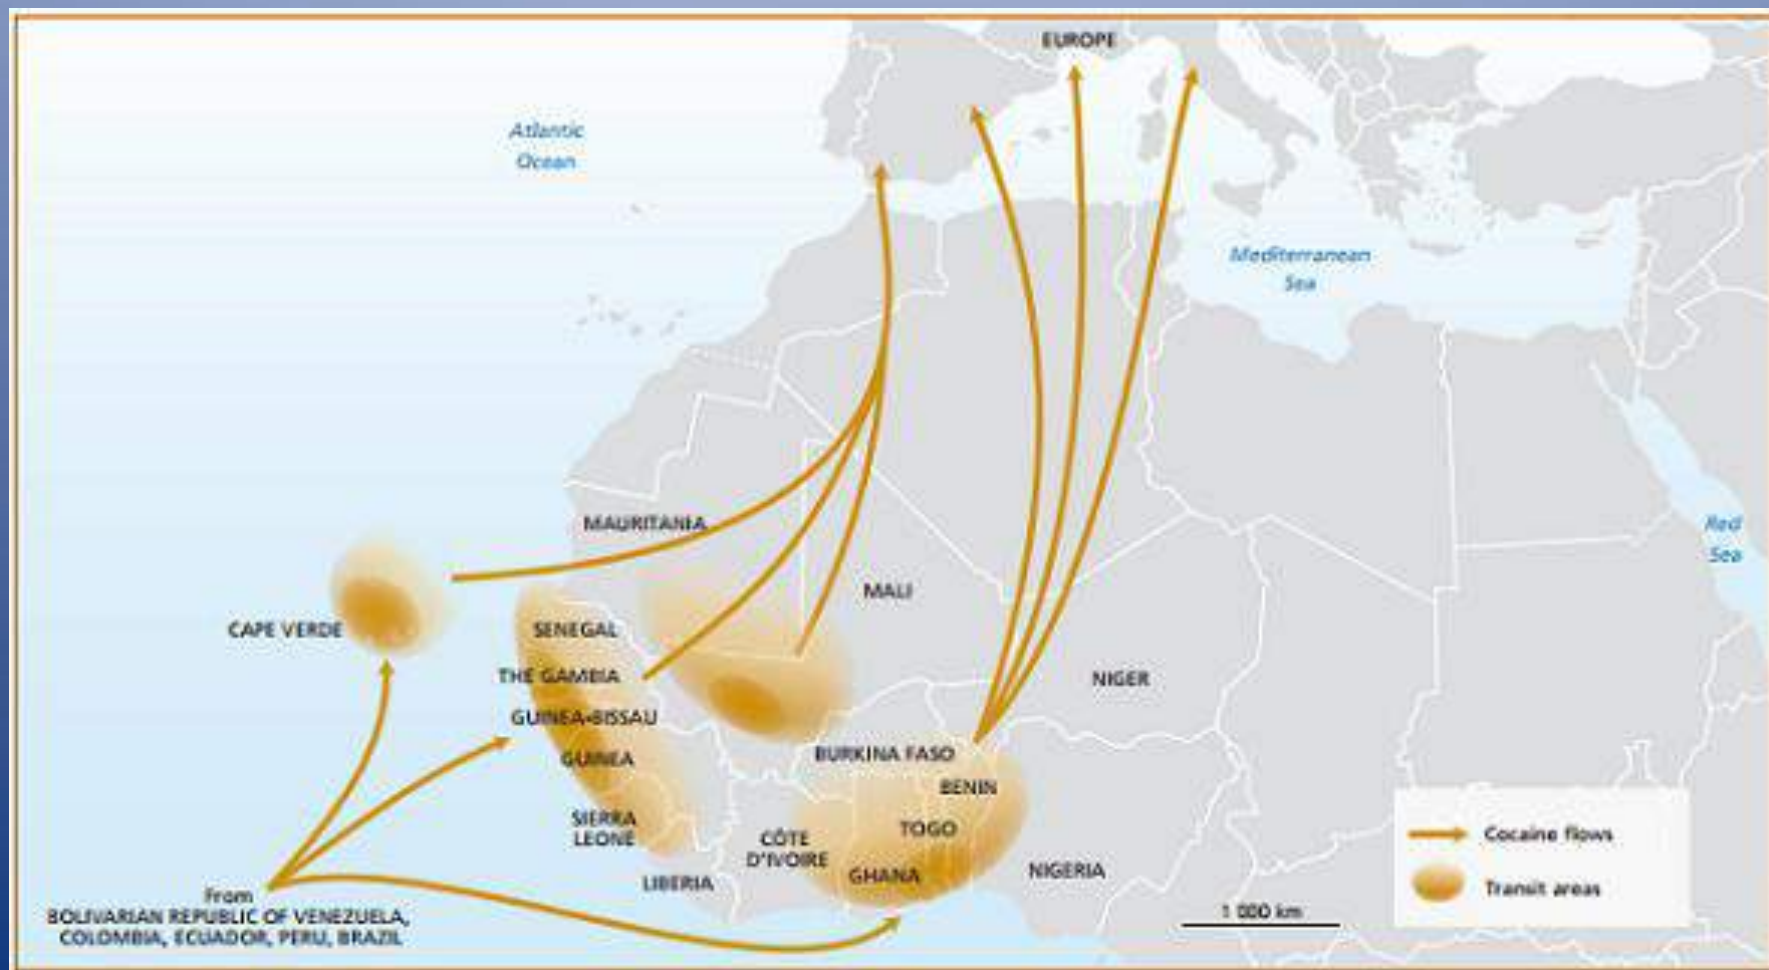 EUROPE
Atlantic
Ocean
Mediterranean
Sea
Red
Sea
MAURITANIA
MALI
CAPE VERDE
SENEGAL
THE GAMBIA
NIGER
GUINEA-BISSAU
GUINEA
BURKINA FASO
BENIN
SIERRA
LEONE
TOGO
CÔTE
D'IVOIRE
GHANA
NIGERIA
LIBERIA
From
BOLIVARIAN REPUBLIC OF VENEZUELA,
COLOMBIA, ECUADOR, PERU, BRAZIL
1 000 km
Cocaine flows
Transit areas